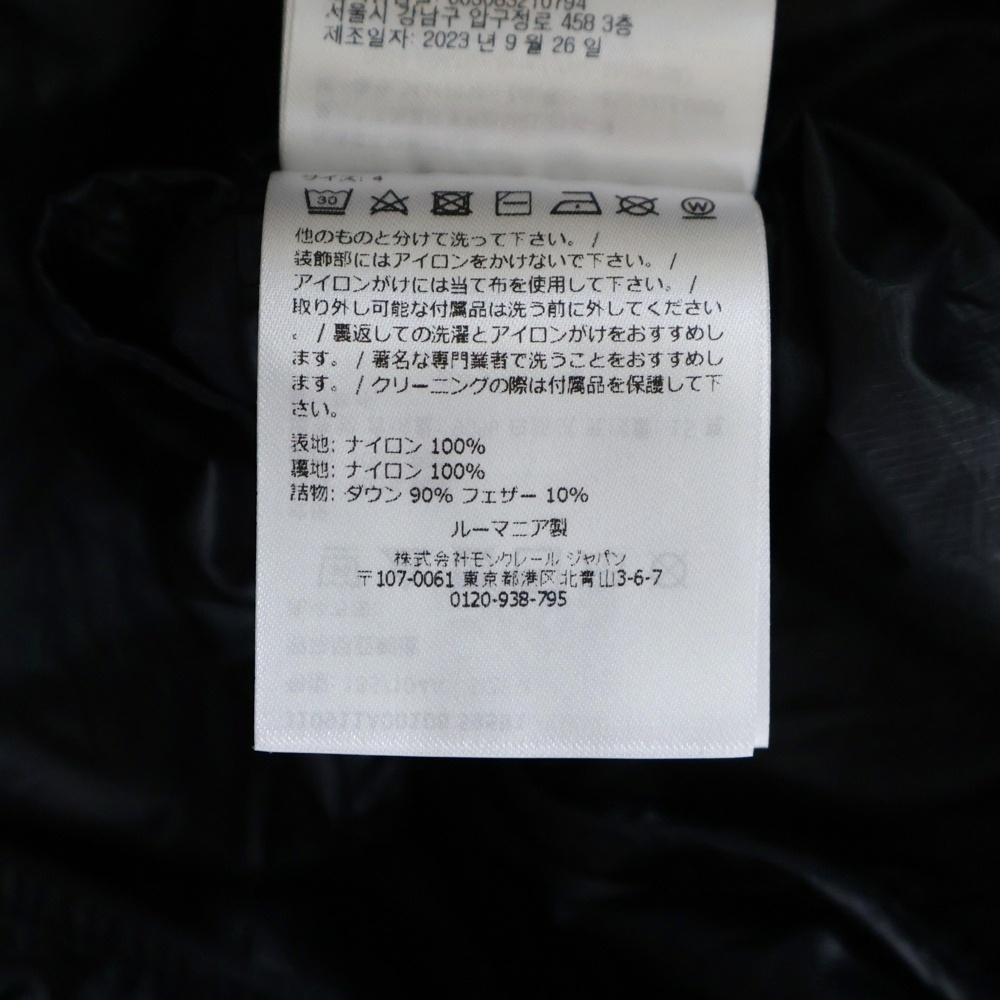 서울시 강남구 압구정로 458 3층
제조일자: 2023 년 9 월 26 일
サイズ: 4
30
W
他のものと分けて洗って下さい。 /
装飾部にはアイロンをかけないで下さい。 /
アイロンがけには当て布を使用して下さい。 /
取り外し可能な付属品は洗う前に外してください
。 / 裏返しての洗濯とアイロンがけをおすすめし
ます。 / 著名な専門業者で洗うことをおすすめし
ます。 / クリーニングの際は付属品を保護して下
さい。
表地: ナイロン 100%
裏地: ナイロン 100%
詰物: ダウン 90% フェザー 10%
ルーマニア製
株式会社モンクレール ジャパン
〒107-0061 東京都港区北青山3-6-7
0120-938-795